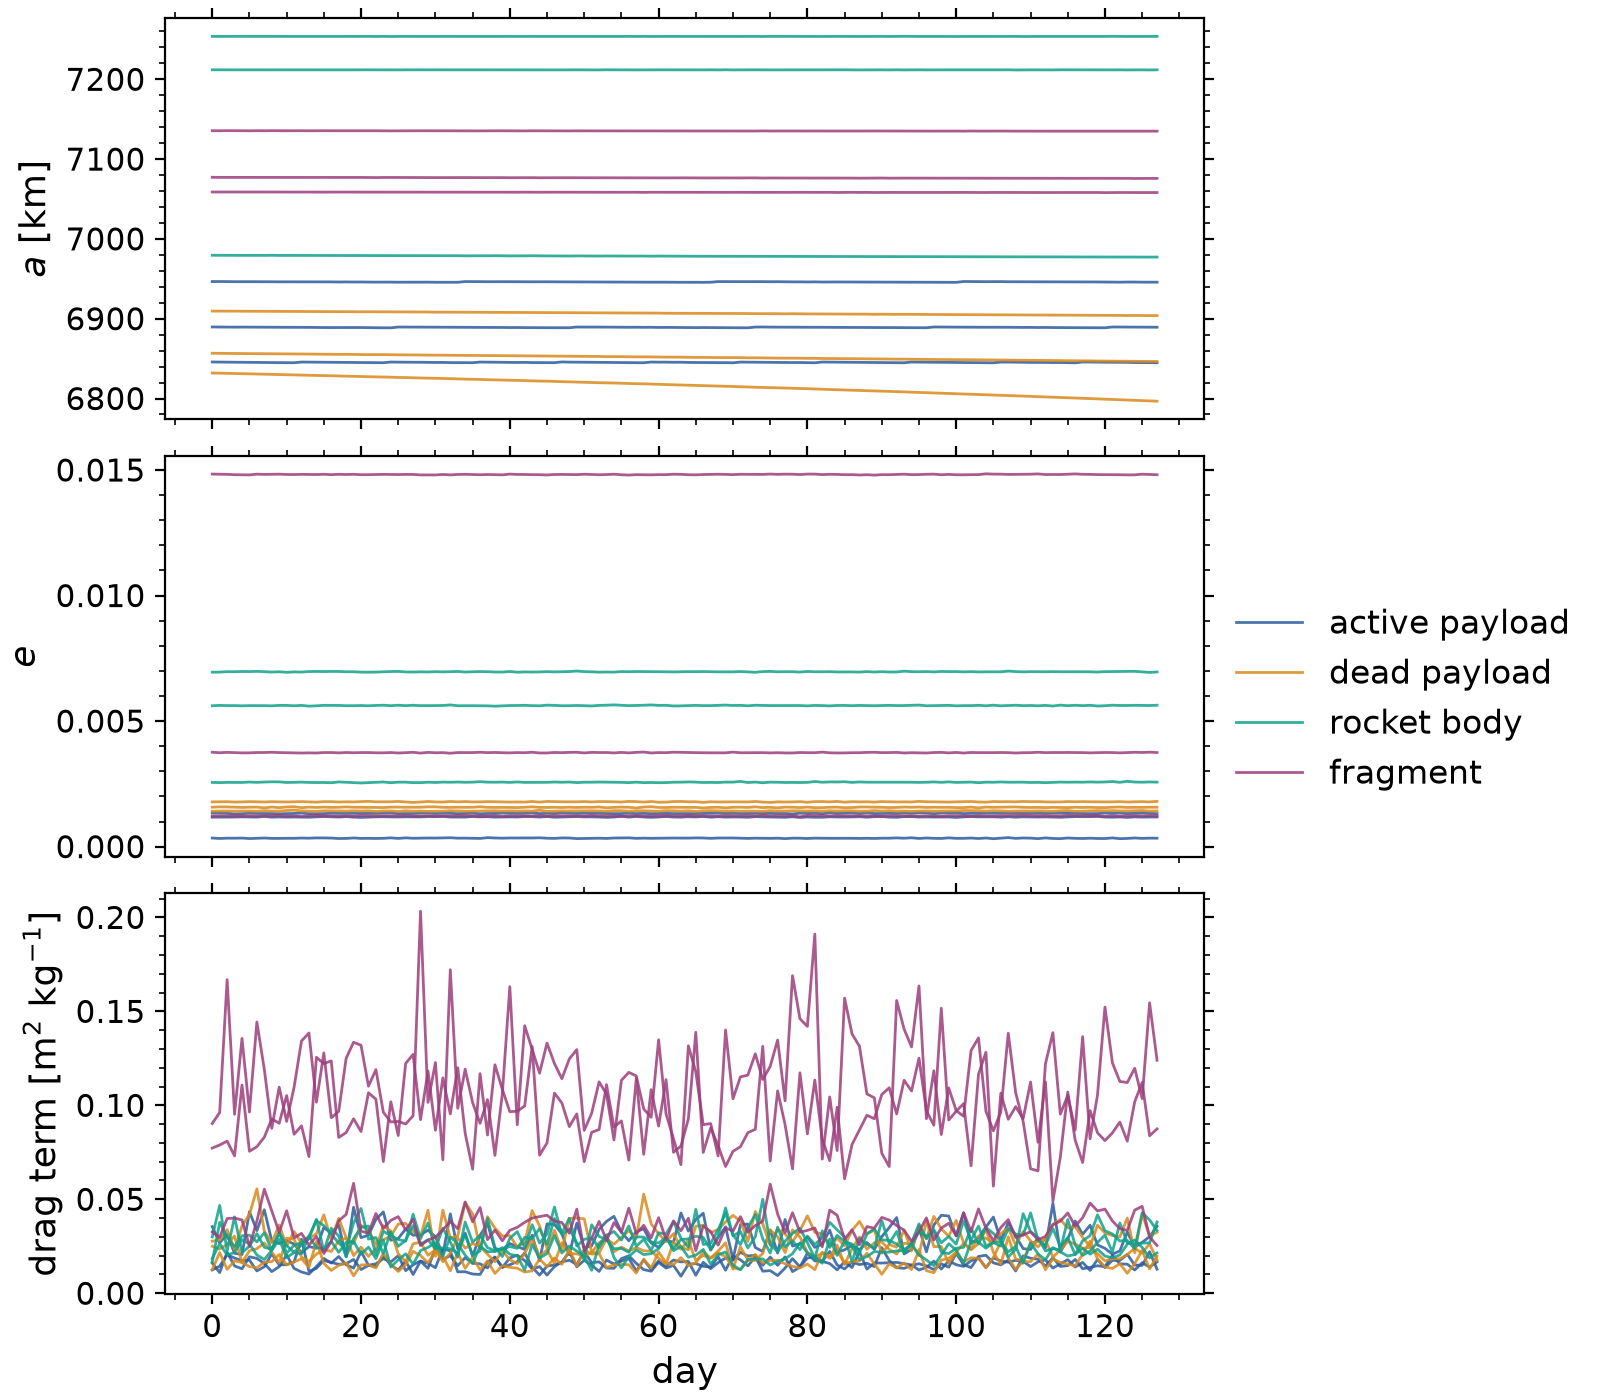 7200
7100
7000
6900
6800
a [km]
0.015
0.010
0.005
0.000
e
active payload
dead payload
rocket body
fragment
0.20
0.15
0.10
0.05
0.00
drag term [m² kg⁻¹]
0 20 40 60 80 100 120
day